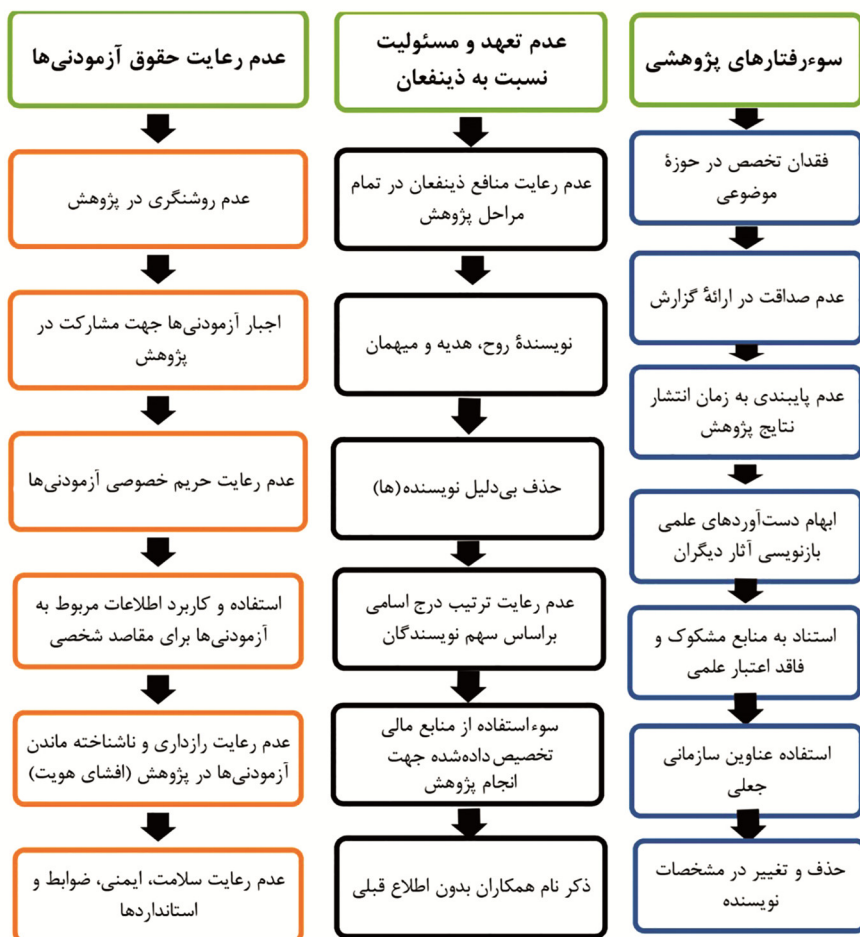 سوءرفتارهای پژوهشی
فقدان تخصص در حوزهٔ
موضوعی
عدم صداقت در ارائهٔ گزارش
عدم پایبندی به زمان انتشار
نتایج پژوهش
ابهام دست‌آوردهای علمی
بازنویسی آثار دیگران
استناد به منابع مشکوک و
فاقد اعتبار علمی
استفاده عناوین سازمانی
جعلی
حذف و تغییر در مشخصات
نویسنده
عدم تعهد و مسئولیت
نسبت به ذینفعان
عدم رعایت منافع ذینفعان در تمام
مراحل پژوهش
نویسندهٔ روح، هدیه و میهمان
حذف بی‌دلیل نویسنده(ها)
عدم رعایت ترتیب درج اسامی
براساس سهم نویسندگان
سوءاستفاده از منابع مالی
تخصیص داده‌شده جهت
انجام پژوهش
ذکر نام همکاران بدون اطلاع قبلی
عدم رعایت حقوق آزمودنی‌ها
عدم روشنگری در پژوهش
اجبار آزمودنی‌ها جهت مشارکت در
پژوهش
عدم رعایت حریم خصوصی آزمودنی‌ها
استفاده و کاربرد اطلاعات مربوط به
آزمودنی‌ها برای مقاصد شخصی
عدم رعایت رازداری و ناشناخته ماندن
آزمودنی‌ها در پژوهش (افشای هویت)
عدم رعایت سلامت، ایمنی، ضوابط و
استانداردها